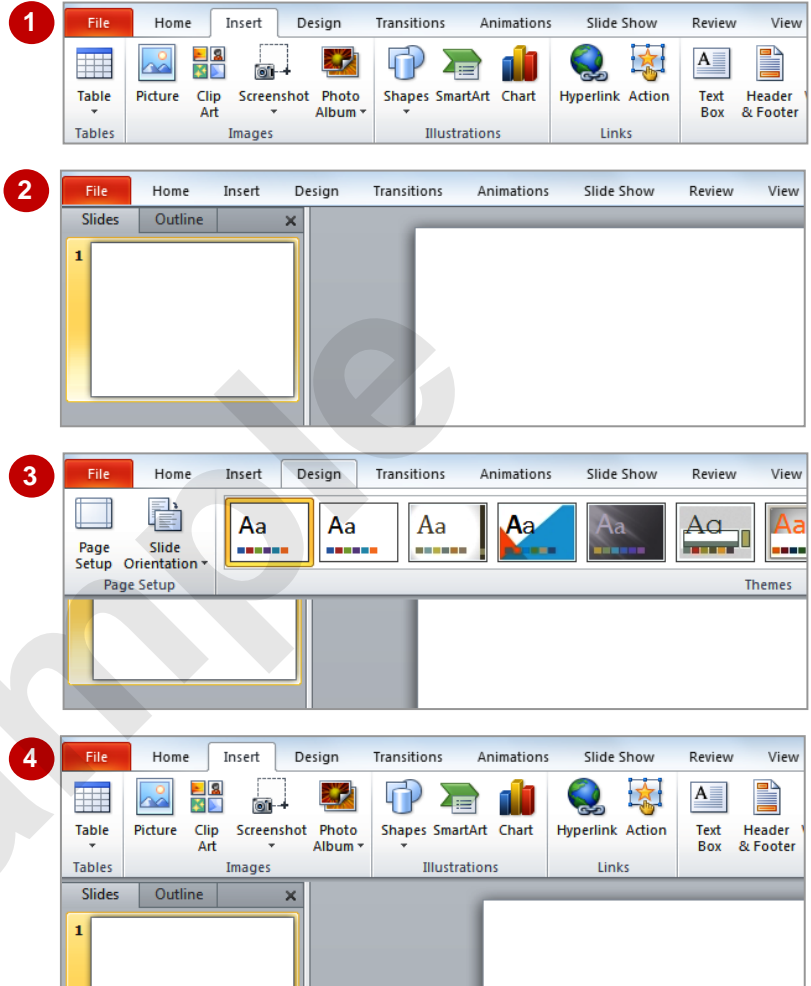 1
File Home Insert Design Transitions Animations Slide Show Review View
Table Picture Clip Art Screenshot Photo Album Shapes SmartArt Chart Hyperlink Action Text Box Header & Footer
Tables Images Illustrations Links
2
File Home Insert Design Transitions Animations Slide Show Review View
Slides Outline
1
3
File Home Insert Design Transitions Animations Slide Show Review View
Page Setup Slide Orientation Aa Aa Aa Aa Aa Aa Aa
Page Setup Themes
4
File Home Insert Design Transitions Animations Slide Show Review View
Table Picture Clip Art Screenshot Photo Album Shapes SmartArt Chart Hyperlink Action Text Box Header & Footer
Tables Images Illustrations Links
Slides Outline
1